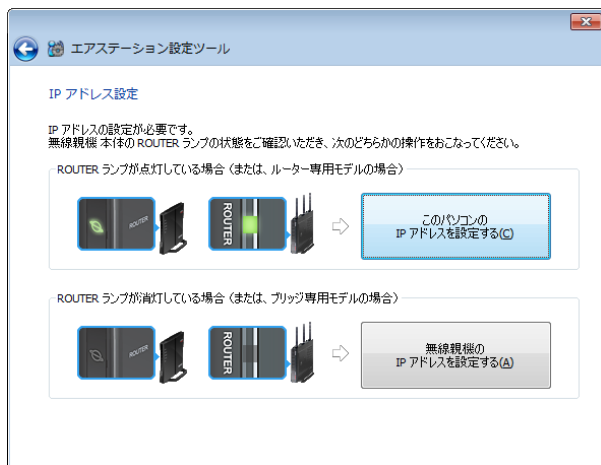 エアステーション設定ツール
IP アドレス設定
IP アドレスの設定が必要です。
無線親機 本体の ROUTER ランプの状態をご確認いただき、次のどちらかの操作をおこなってください。
ROUTER ランプが点灯している場合 (または、ルーター専用モデルの場合)
ROUTER
ROUTER
このパソコンの
IP アドレスを設定する(C)
ROUTER ランプが消灯している場合 (または、ブリッジ専用モデルの場合)
ROUTER
ROUTER
無線親機の
IP アドレスを設定する(A)